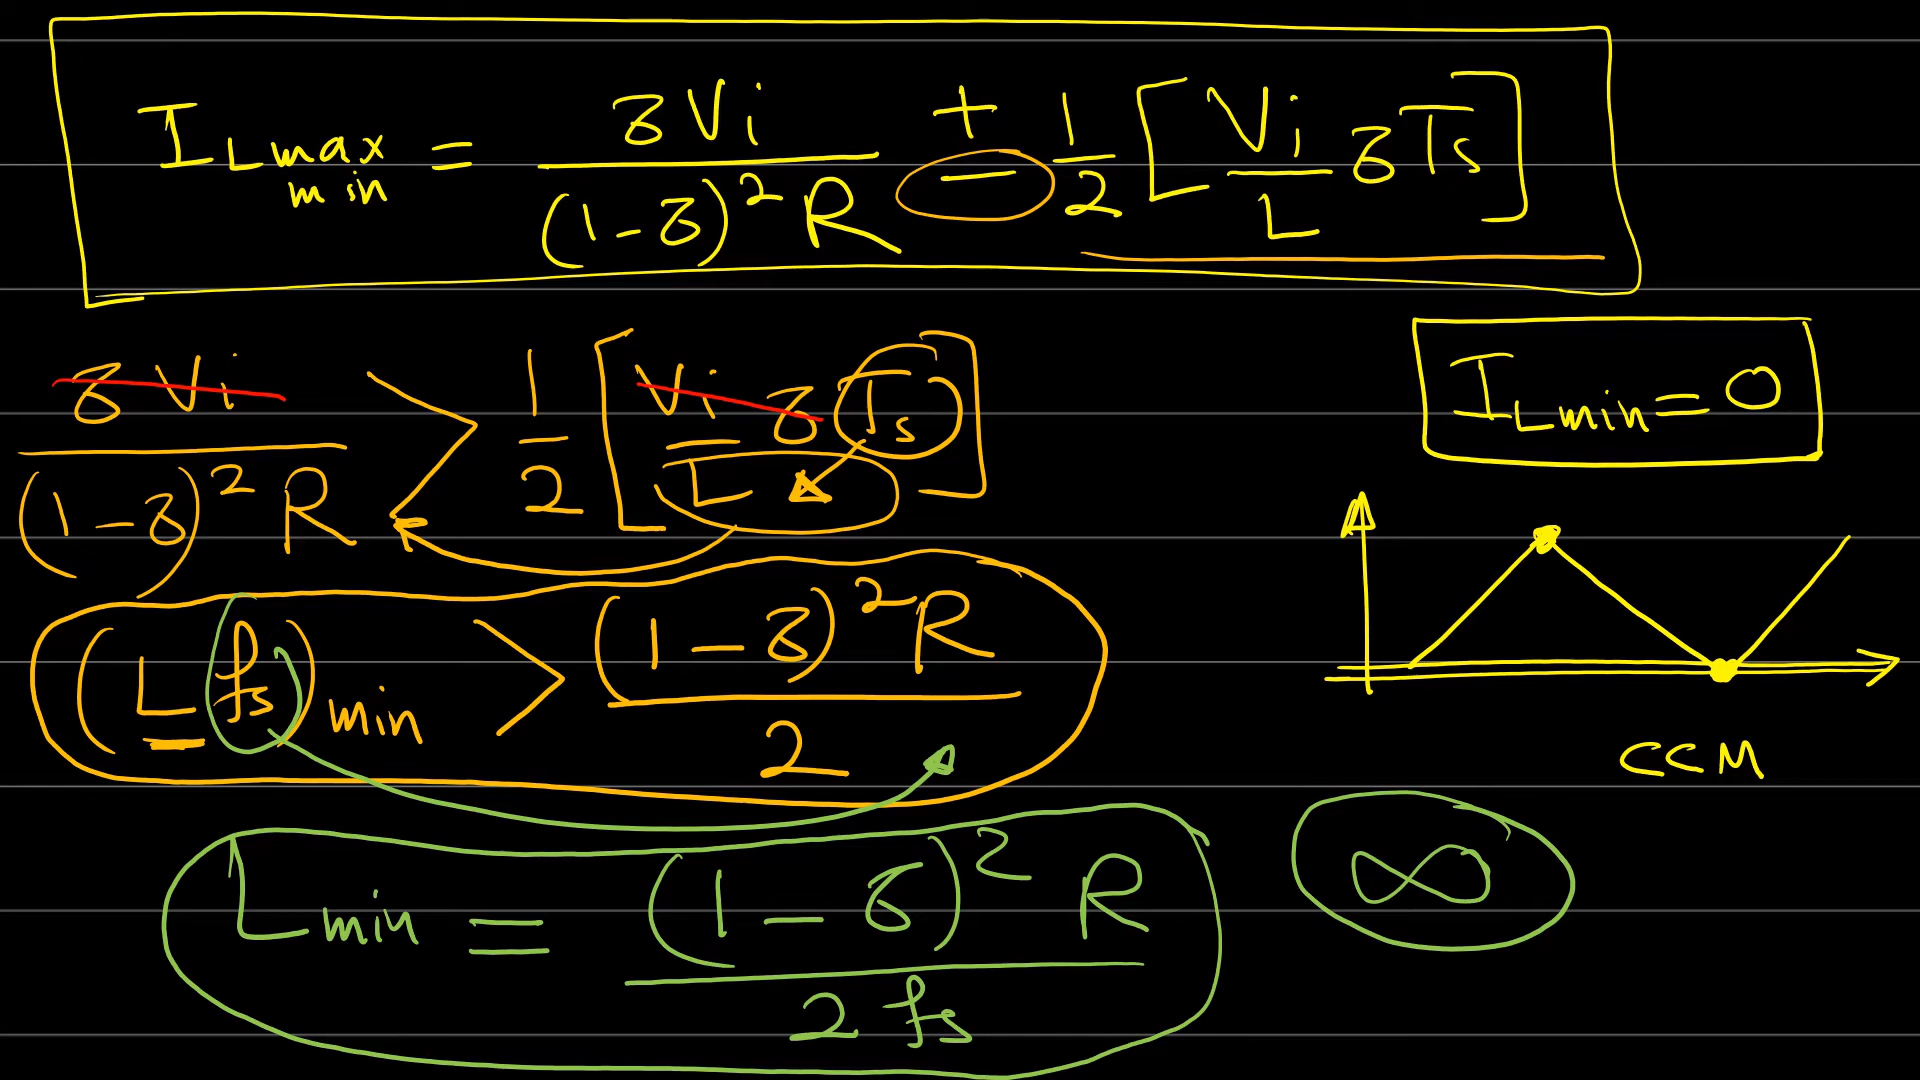 I_Lmax/min = δVi / (1-δ)²R ± 1/2 [Vi/L δTs]
δVi / (1-δ)²R > 1/2 [Vi δ Ts / L]
I_Lmin = 0
(L fs)min > (1-δ)²R / 2
CCM
∞
Lmin = (1-δ)²R / 2fs